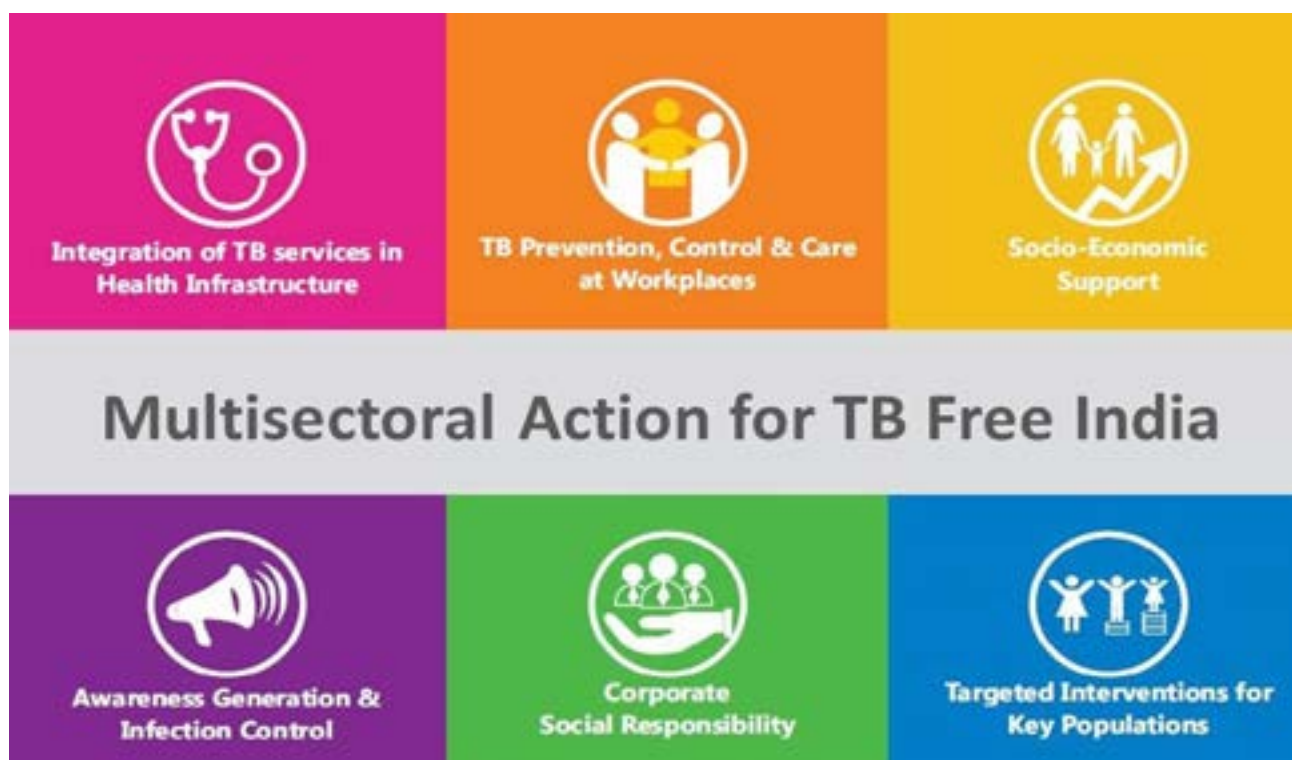 Integration of TB services in
Health Infrastructure
TB Prevention, Control & Care
at Workplaces
Socio-Economic
Support
Multisectoral Action for TB Free India
Awareness Generation &
Infection Control
Corporate
Social Responsibility
Targeted Interventions for
Key Populations